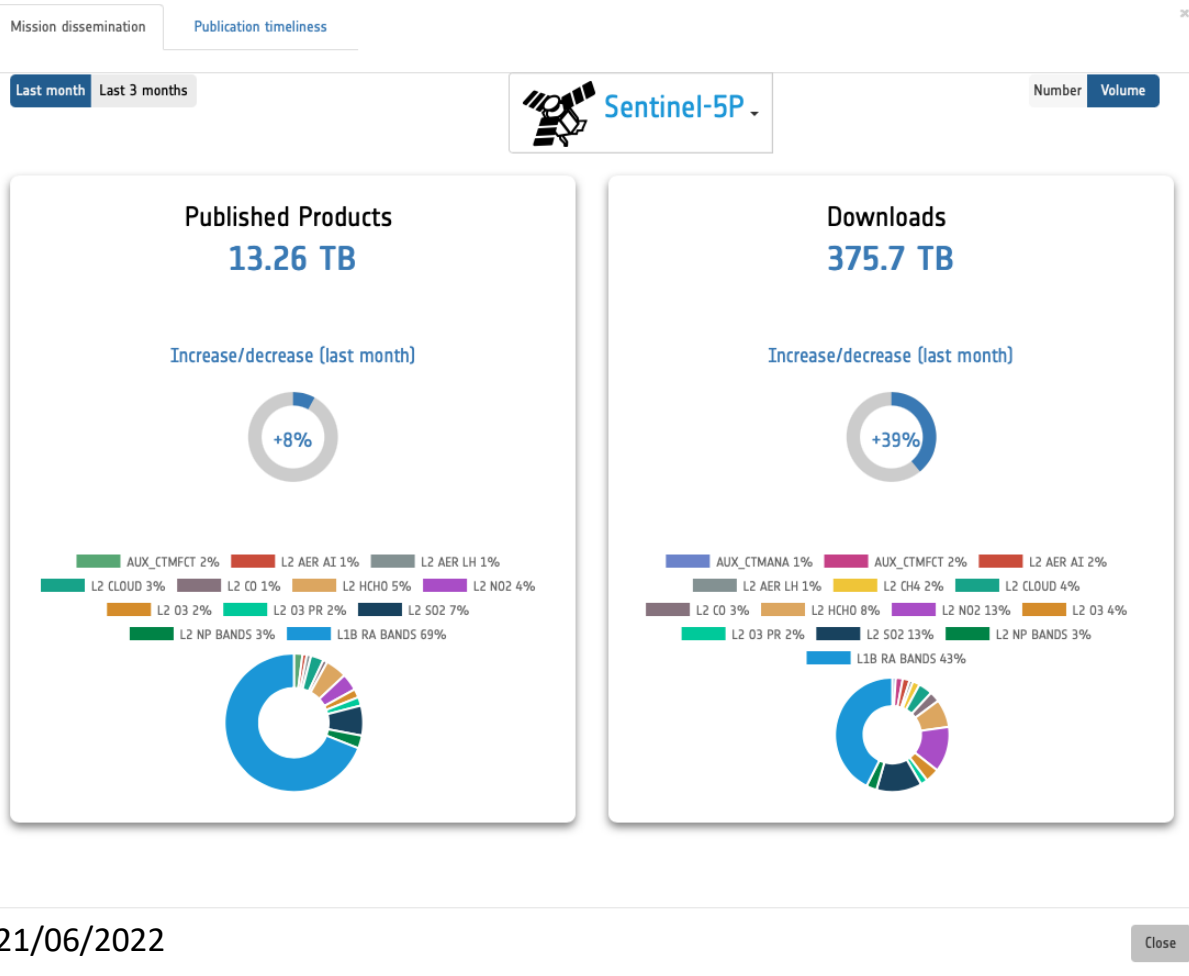 ×
Mission dissemination Publication timeliness
Last month Last 3 months
Sentinel-5P
Number Volume
Published Products
13.26 TB
Increase/decrease (last month)
+8%
AUX_CTMFCT 2% L2 AER AI 1% L2 AER LH 1%
L2 CLOUD 3% L2 CO 1% L2 HCHO 5% L2 NO2 4%
L2 O3 2% L2 O3 PR 2% L2 SO2 7%
L2 NP BANDS 3% L1B RA BANDS 69%
Downloads
375.7 TB
Increase/decrease (last month)
+39%
AUX_CTMANA 1% AUX_CTMFCT 2% L2 AER AI 2%
L2 AER LH 1% L2 CH4 2% L2 CLOUD 4%
L2 CO 3% L2 HCHO 8% L2 NO2 13% L2 O3 4%
L2 O3 PR 2% L2 SO2 13% L2 NP BANDS 3%
L1B RA BANDS 43%
21/06/2022
Close